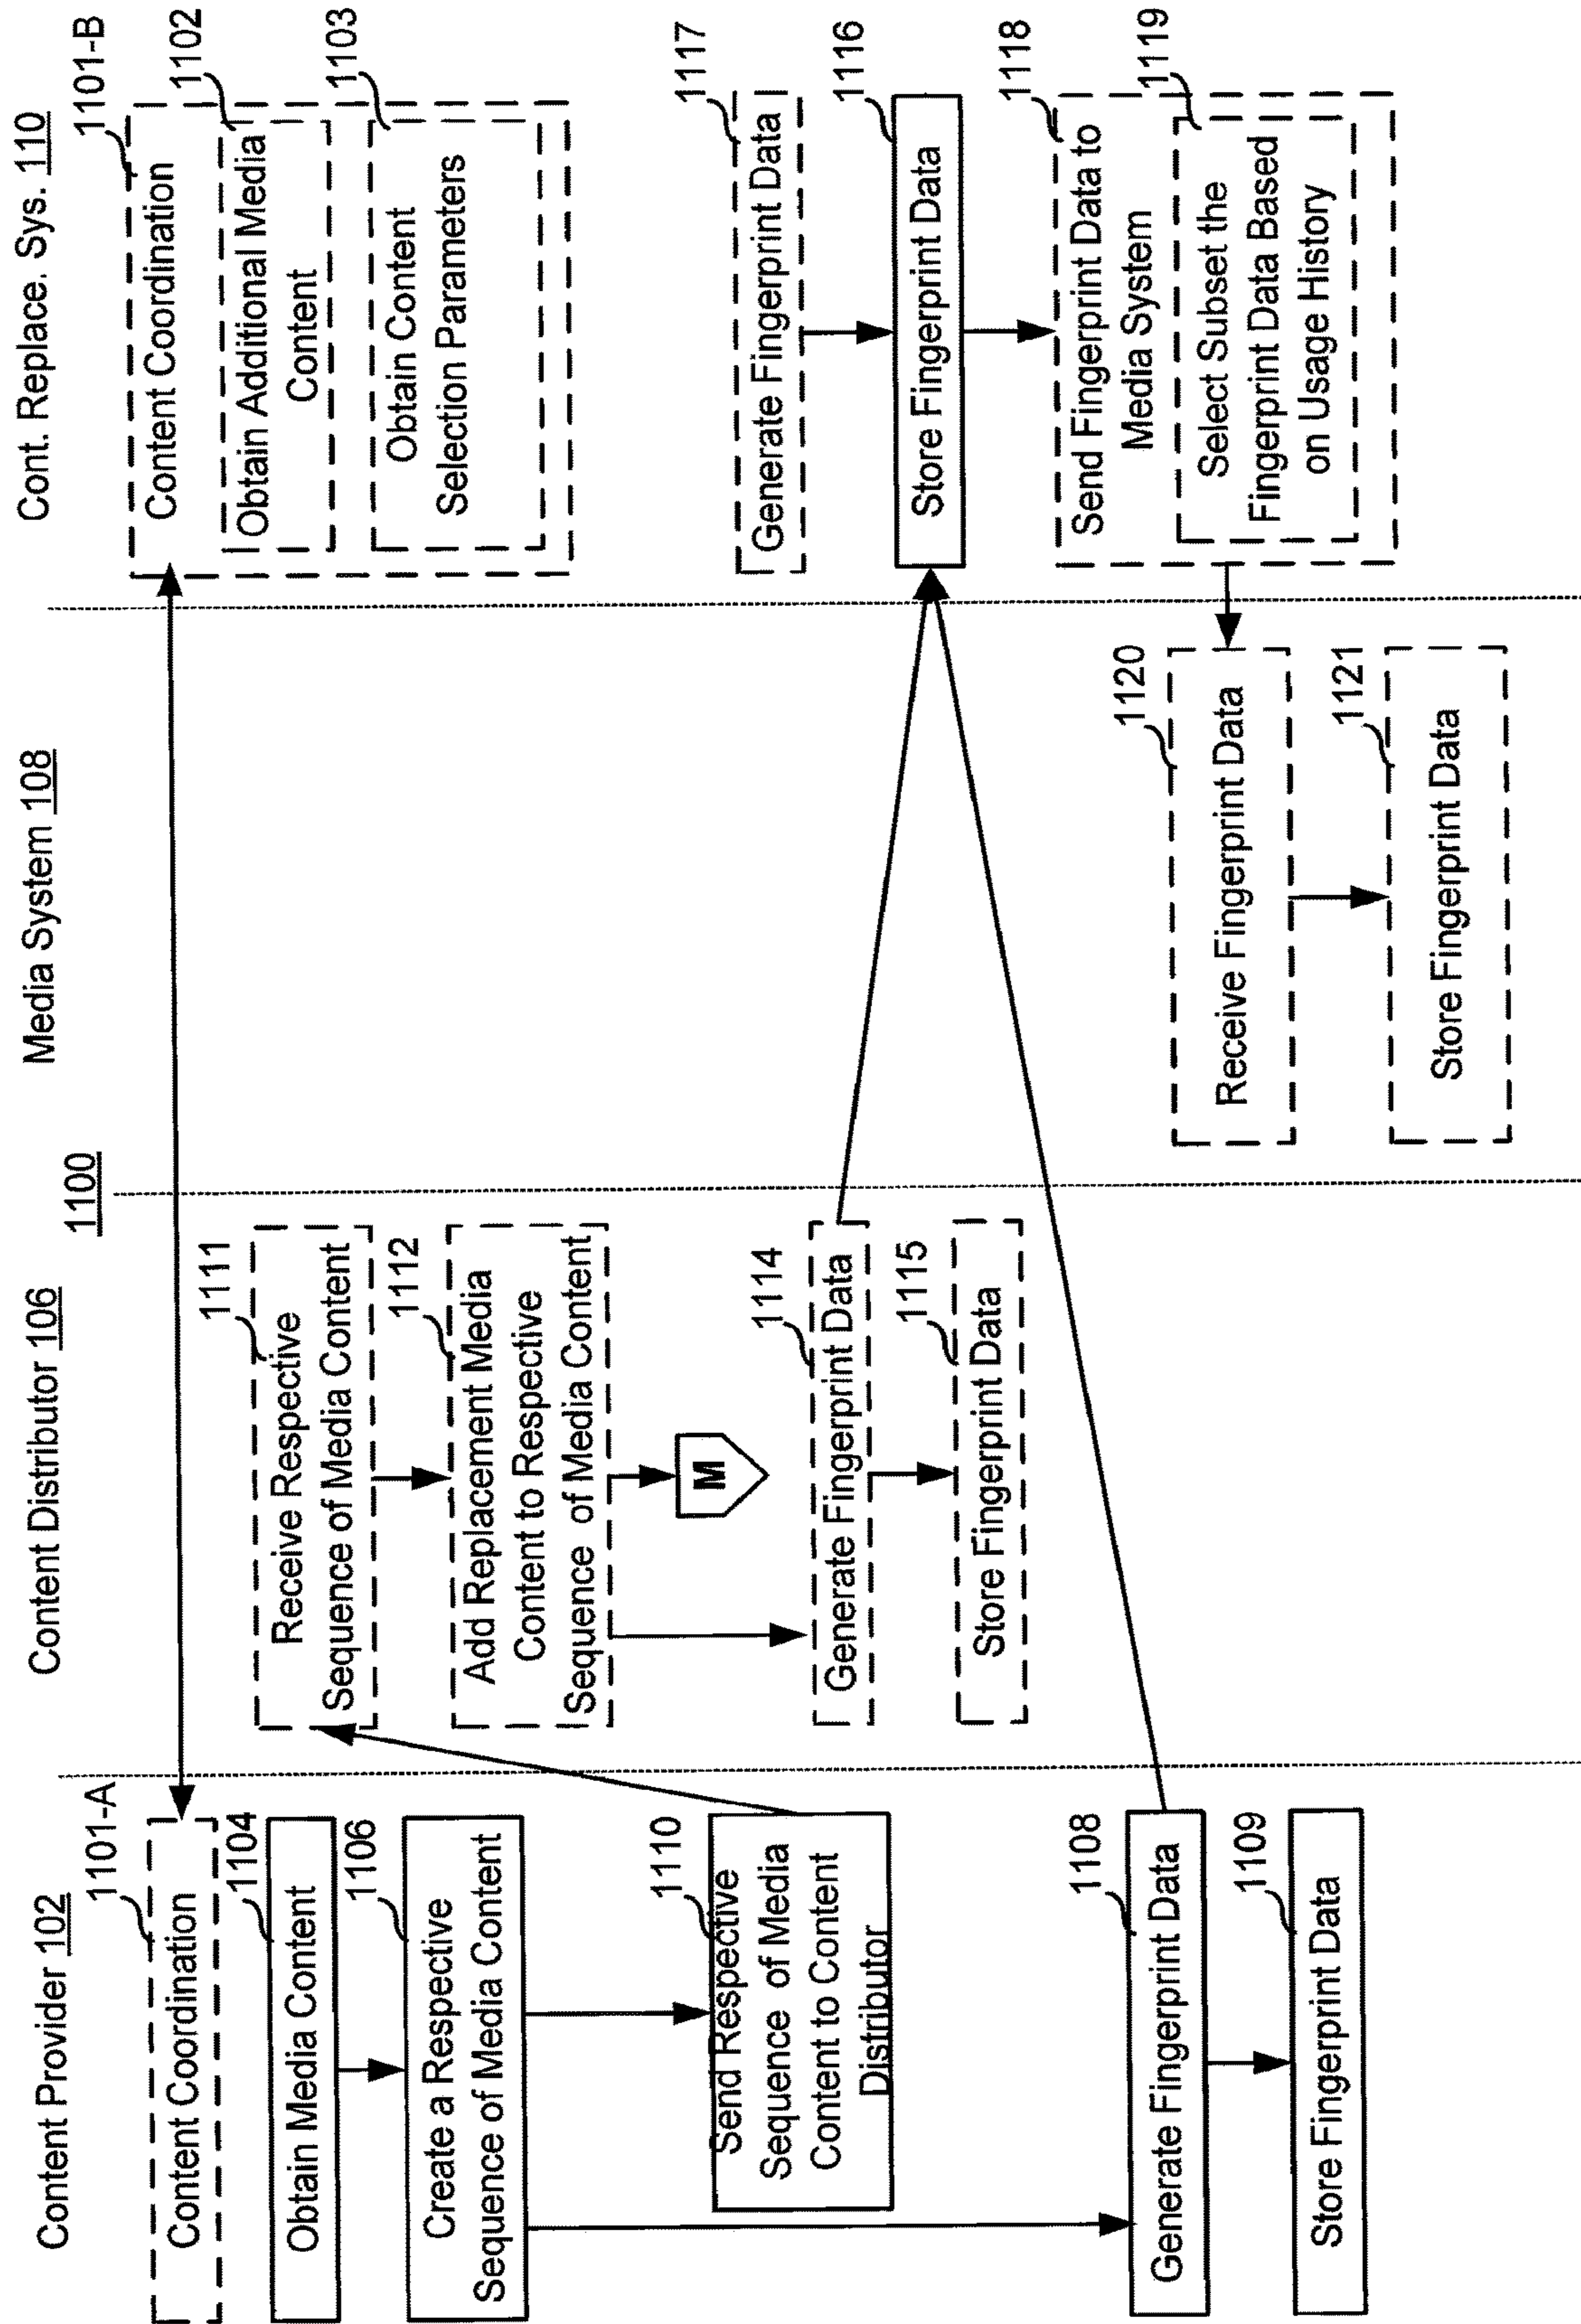 1100
Content Provider 102
1101-A
Content Coordination
1104
Obtain Media Content
1106
Create a Respective
Sequence of Media Content
1110
Send Respective
Sequence of Media
Content to Content
Distributor
1108
Generate Fingerprint Data
1109
Store Fingerprint Data
Content Distributor 106
1111
Receive Respective
Sequence of Media Content
1112
Add Replacement Media
Content to Respective
Sequence of Media Content
M
1114
Generate Fingerprint Data
1115
Store Fingerprint Data
Media System 108
1120
Receive Fingerprint Data
1121
Store Fingerprint Data
Cont. Replace. Sys. 110
1101-B
Content Coordination
1102
Obtain Additional Media
Content
1103
Obtain Content
Selection Parameters
1117
Generate Fingerprint Data
1116
Store Fingerprint Data
1118
Send Fingerprint Data to
Media System
1119
Select Subset the
Fingerprint Data Based
on Usage History